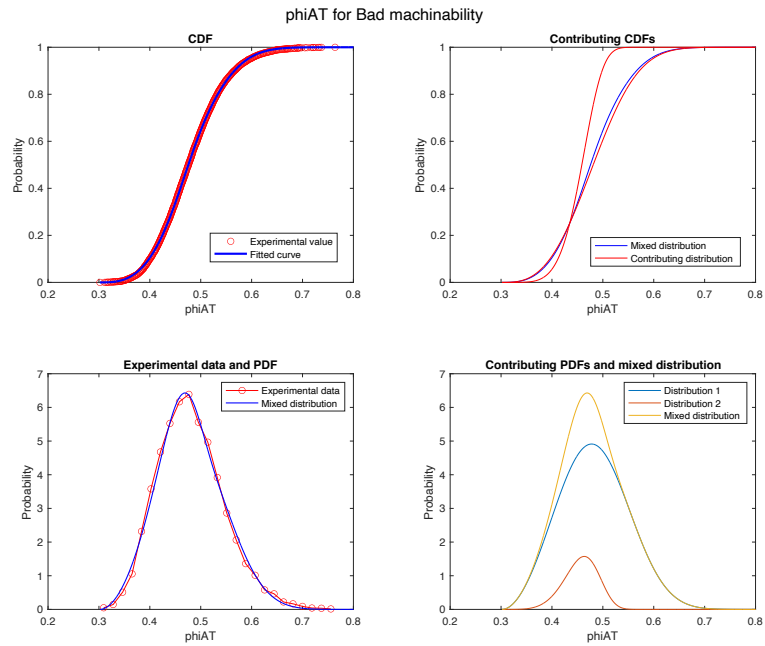 phiAT for Bad machinability
CDF
1
0.8
0.6
0.4
0.2
0
Probability
0.2
0.3
0.4
0.5
0.6
0.7
0.8
phiAT
Experimental value
Fitted curve
Contributing CDFs
1
0.8
0.6
0.4
0.2
0
Probability
0.2
0.3
0.4
0.5
0.6
0.7
0.8
phiAT
Mixed distribution
Contributing distribution
Experimental data and PDF
7
6
5
4
3
2
1
0
Probability
0.2
0.3
0.4
0.5
0.6
0.7
0.8
phiAT
Experimental data
Mixed distribution
Contributing PDFs and mixed distribution
7
6
5
4
3
2
1
0
Probability
0.2
0.3
0.4
0.5
0.6
0.7
0.8
phiAT
Distribution 1
Distribution 2
Mixed distribution